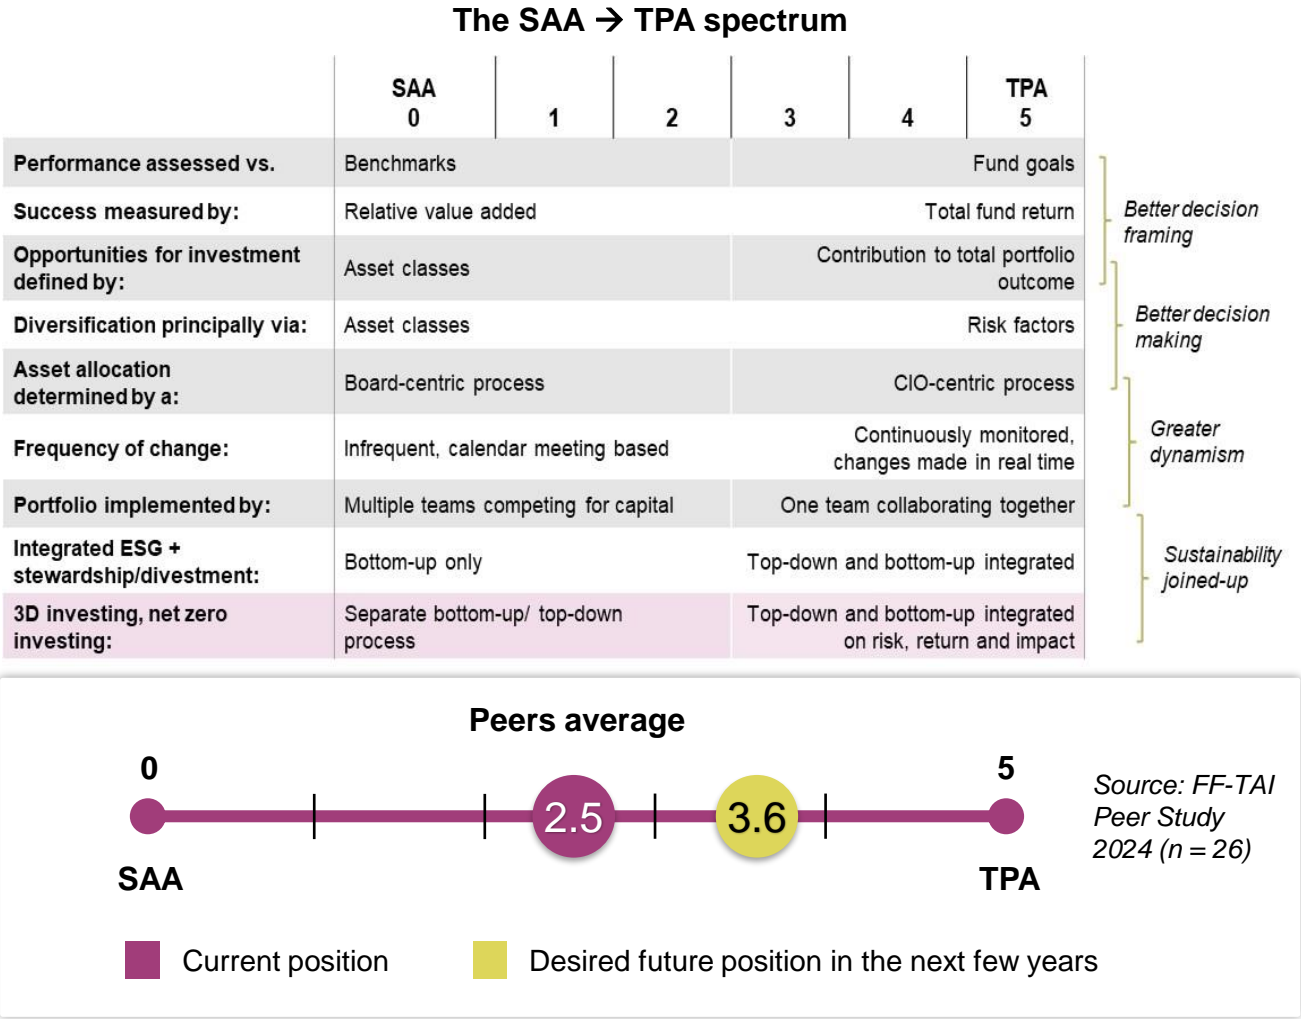 The SAA → TPA spectrum
SAA TPA
0 1 2 3 4 5
Performance assessed vs. Benchmarks Fund goals
Success measured by: Relative value added Total fund return
Better decision
framing
Opportunities for investment
defined by:
Asset classes
Contribution to total portfolio
outcome
Diversification principally via: Asset classes Risk factors
Better decision
making
Asset allocation
determined by a:
Board-centric process CIO-centric process
Frequency of change: Infrequent, calendar meeting based
Continuously monitored,
changes made in real time
Greater
dynamism
Portfolio implemented by: Multiple teams competing for capital One team collaborating together
Integrated ESG +
stewardship/divestment:
Bottom-up only Top-down and bottom-up integrated
Sustainability
joined-up
3D investing, net zero
investing:
Separate bottom-up/ top-down
process
Top-down and bottom-up integrated
on risk, return and impact
Peers average
0 5
2.5 3.6
SAA TPA
Source: FF-TAI
Peer Study
2024 (n = 26)
Current position Desired future position in the next few years